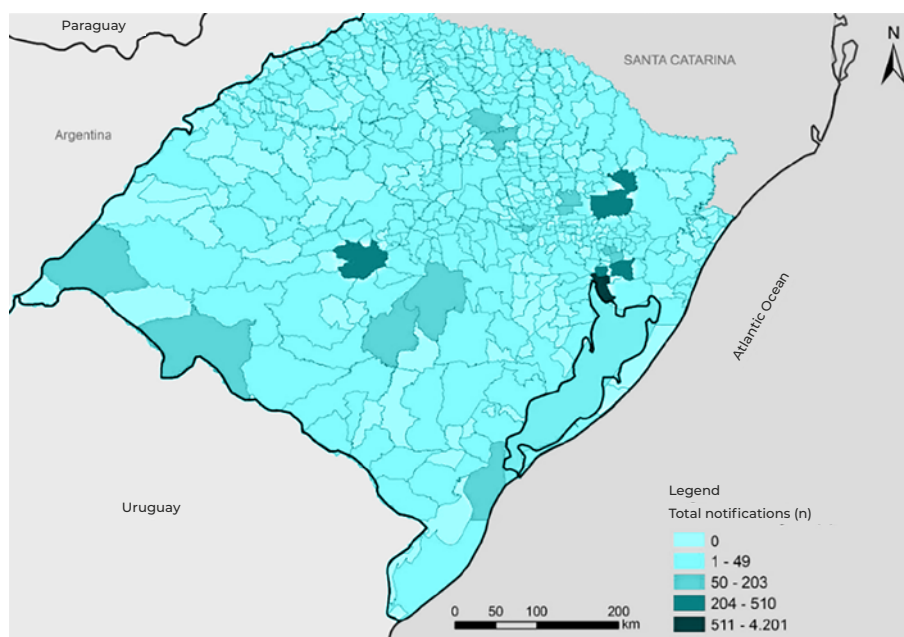 Paraguay
N
SANTA CATARINA
Argentina
Atlantic Ocean
Uruguay
Legend
Total notifications (n)
0
1 - 49
50 - 203
204 - 510
511 - 4.201
0 50 100 200
km